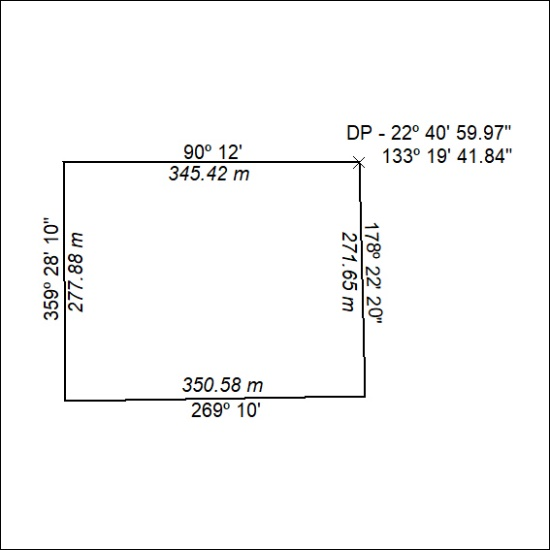 DP - 22º 40' 59.97"
133º 19' 41.84"
90º 12'
345.42 m
359º 28' 10"
277.88 m
271.65 m
178º 22' 20"
350.58 m
269º 10'